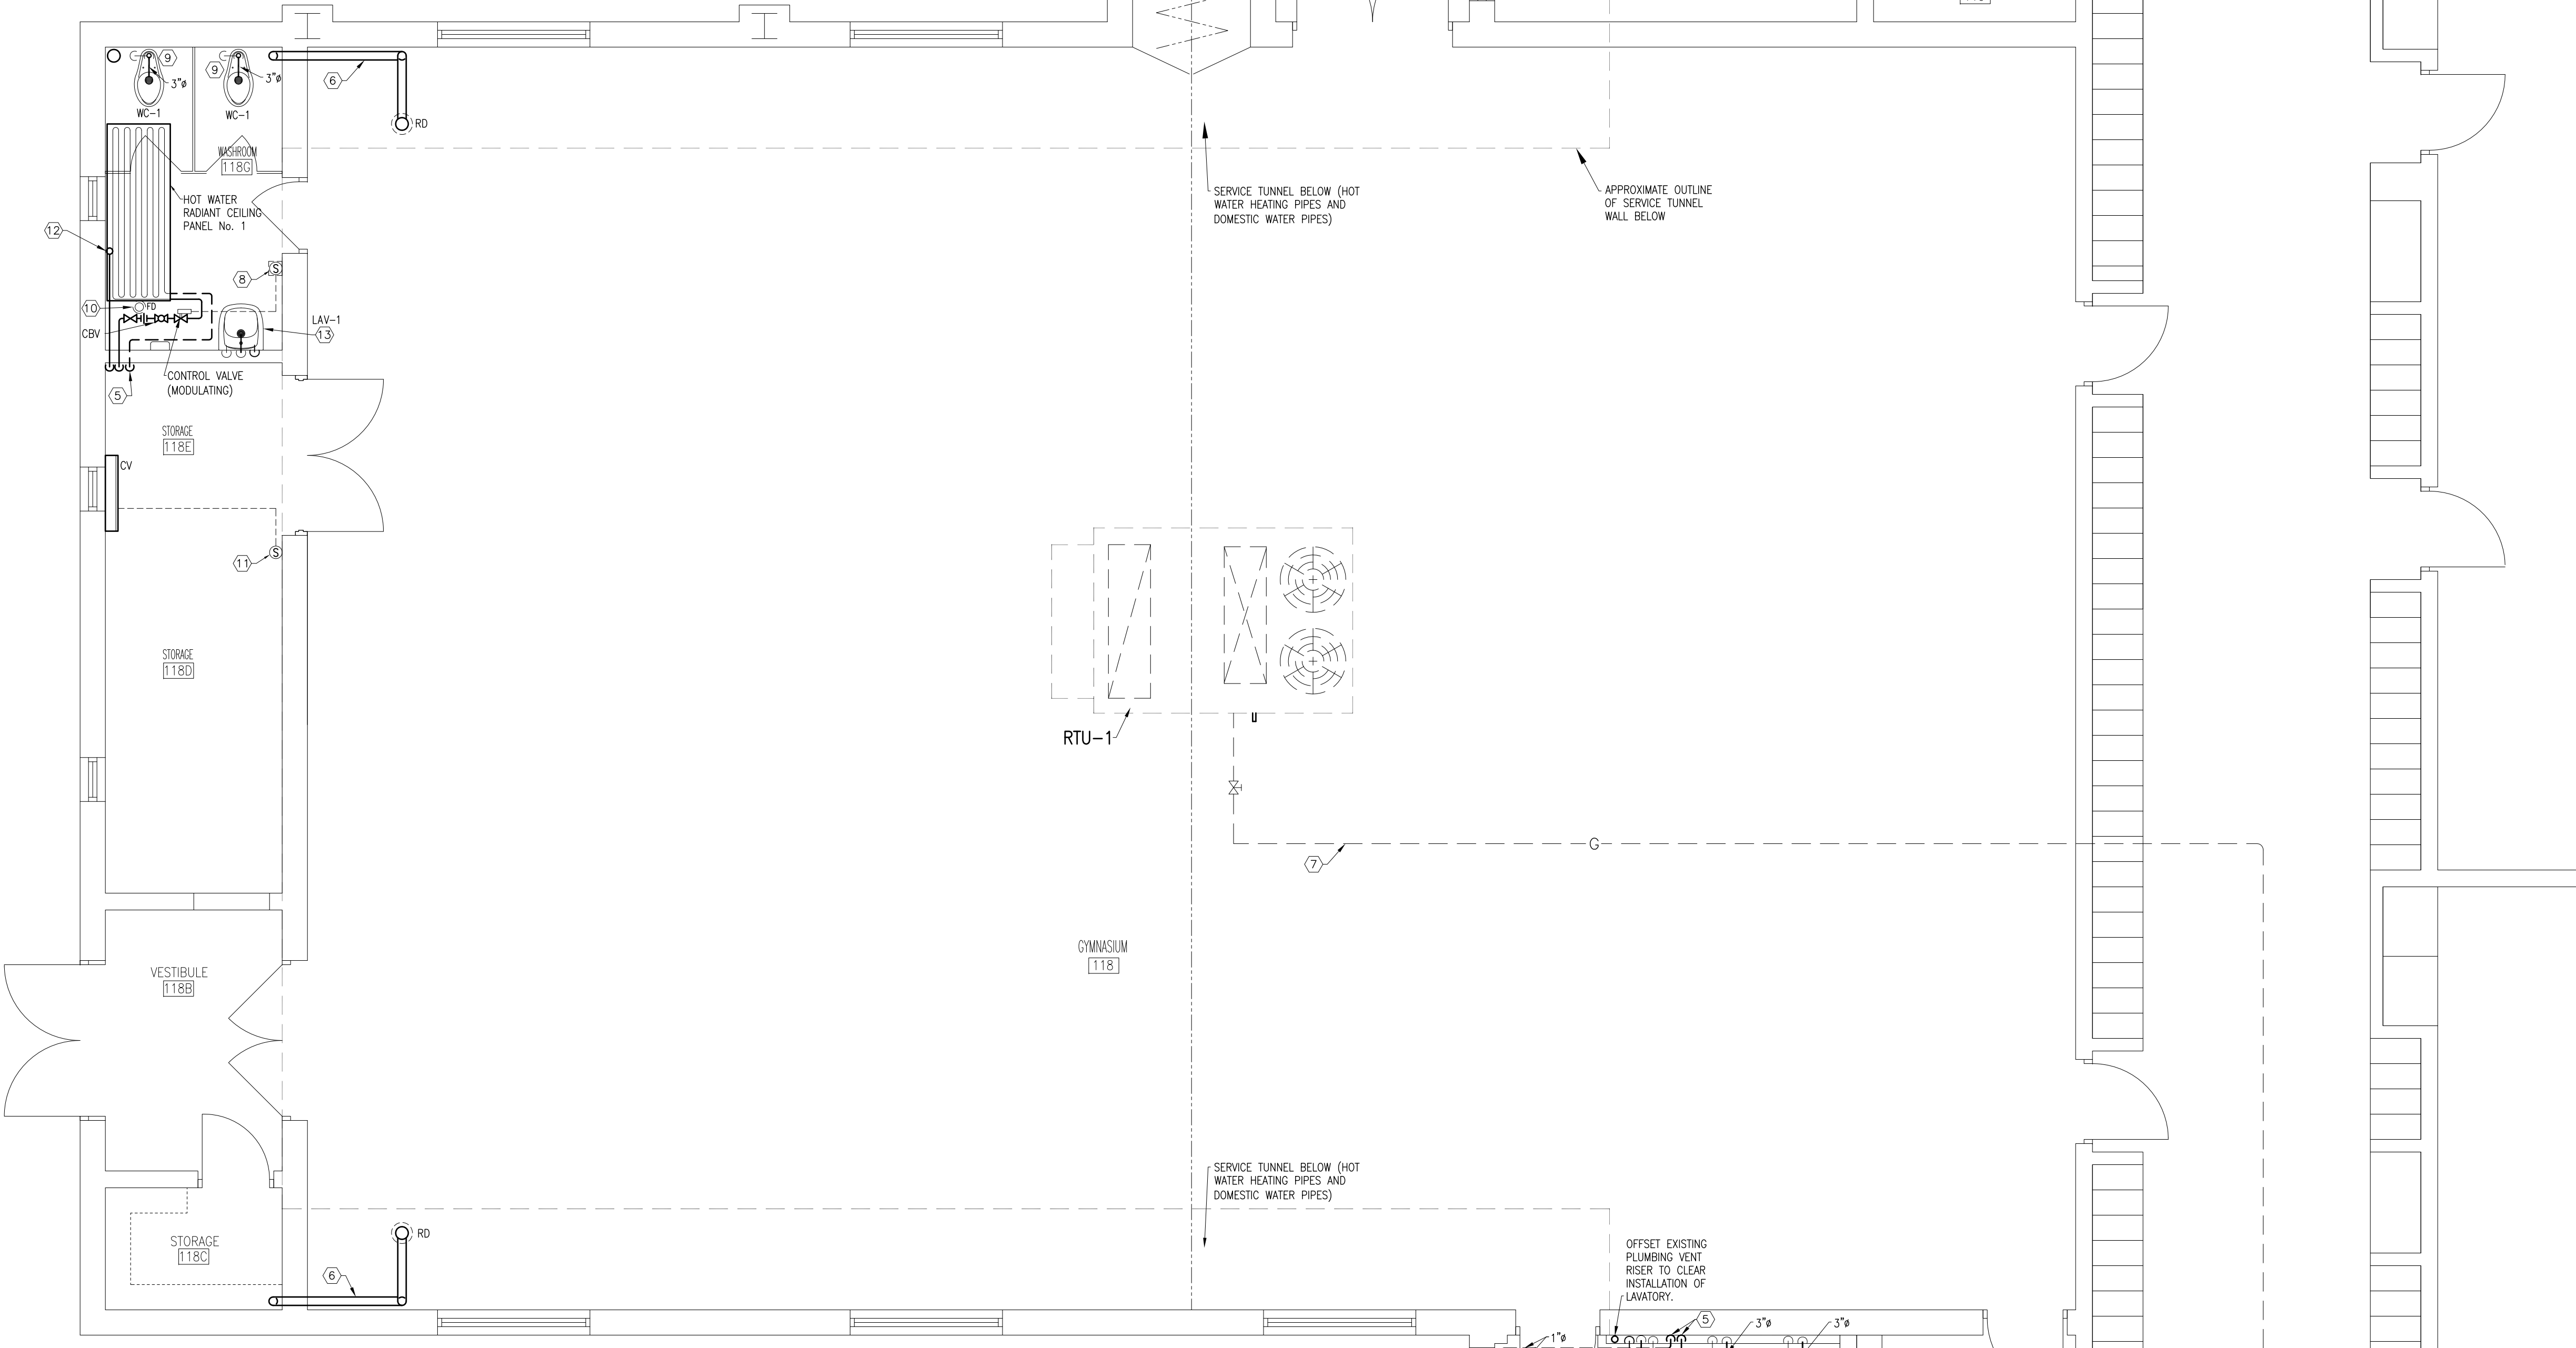 9
3"ø
WC-1
9
3"ø
WC-1
6
RD
WASHROOM
118G
HOT WATER
RADIANT CEILING
PANEL No. 1
12
8
S
10
FD
CBV
LAV-1
13
5
CONTROL VALVE
(MODULATING)
STORAGE
118E
CV
11
S
STORAGE
118D
VESTIBULE
118B
STORAGE
118C
6
RD
SERVICE TUNNEL BELOW (HOT
WATER HEATING PIPES AND
DOMESTIC WATER PIPES)
APPROXIMATE OUTLINE
OF SERVICE TUNNEL
WALL BELOW
RTU-1
7
G
GYMNASIUM
118
SERVICE TUNNEL BELOW (HOT
WATER HEATING PIPES AND
DOMESTIC WATER PIPES)
OFFSET EXISTING
PLUMBING VENT
RISER TO CLEAR
INSTALLATION OF
LAVATORY.
5
1"ø
3"ø
3"ø